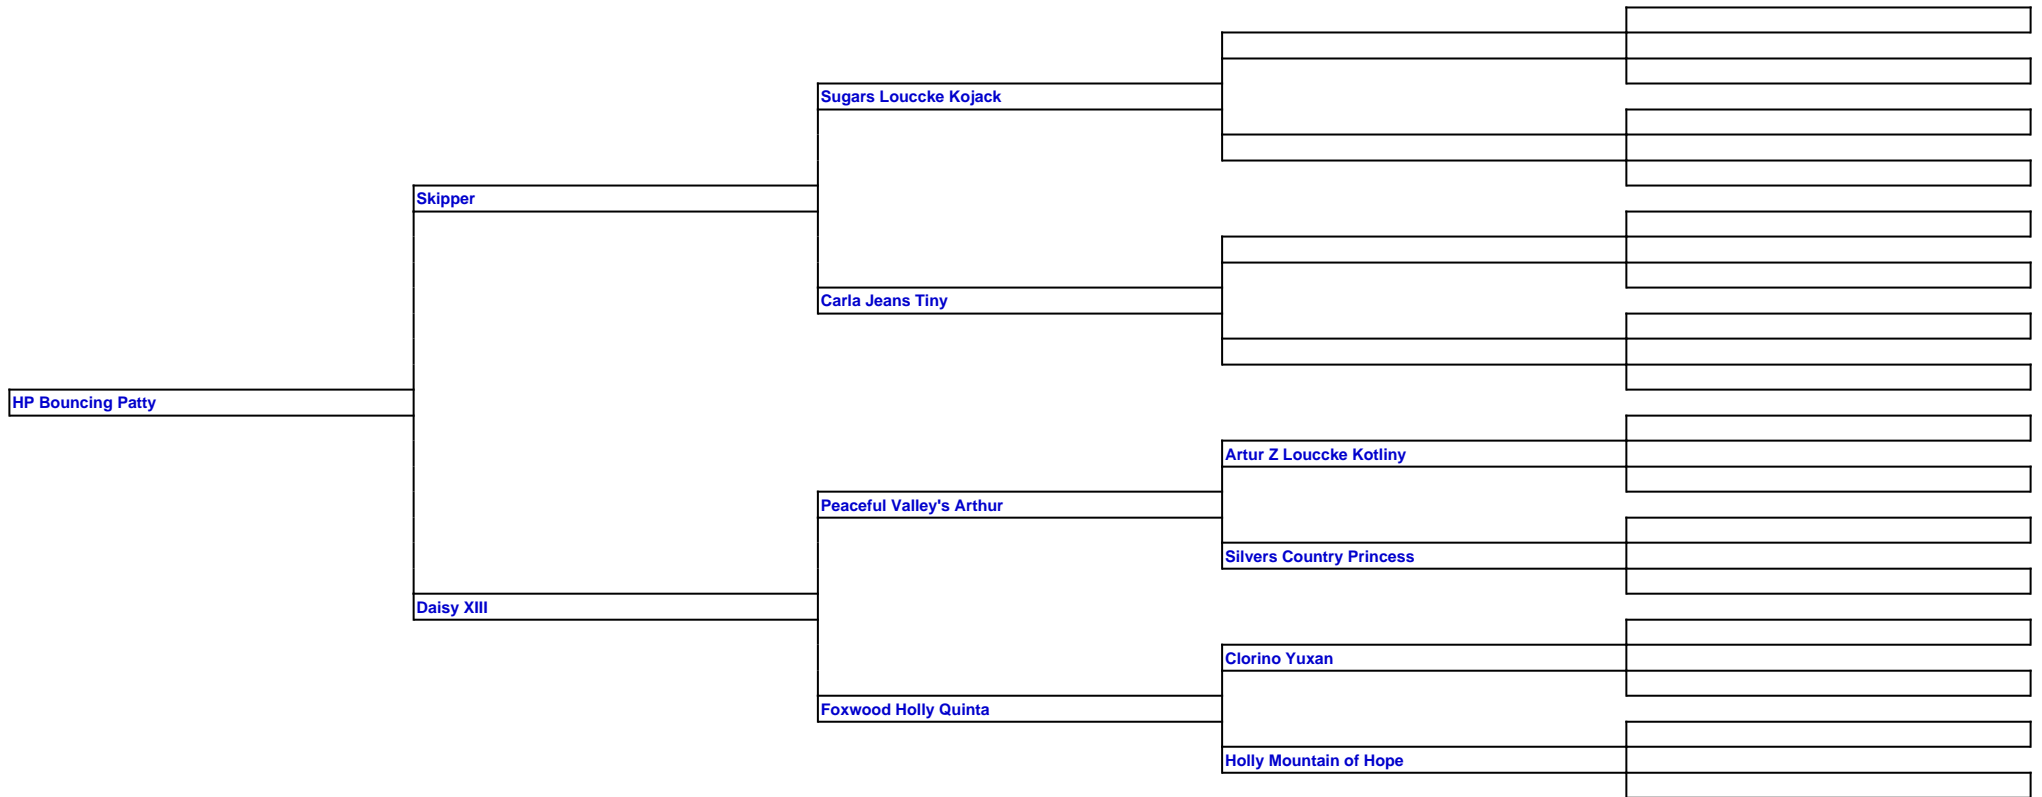 Sugars Louccke Kojack
Skipper
Carla Jeans Tiny
HP Bouncing Patty
Artur Z Louccke Kotliny
Peaceful Valley's Arthur
Silvers Country Princess
Daisy XIII
Clorino Yuxan
Foxwood Holly Quinta
Holly Mountain of Hope